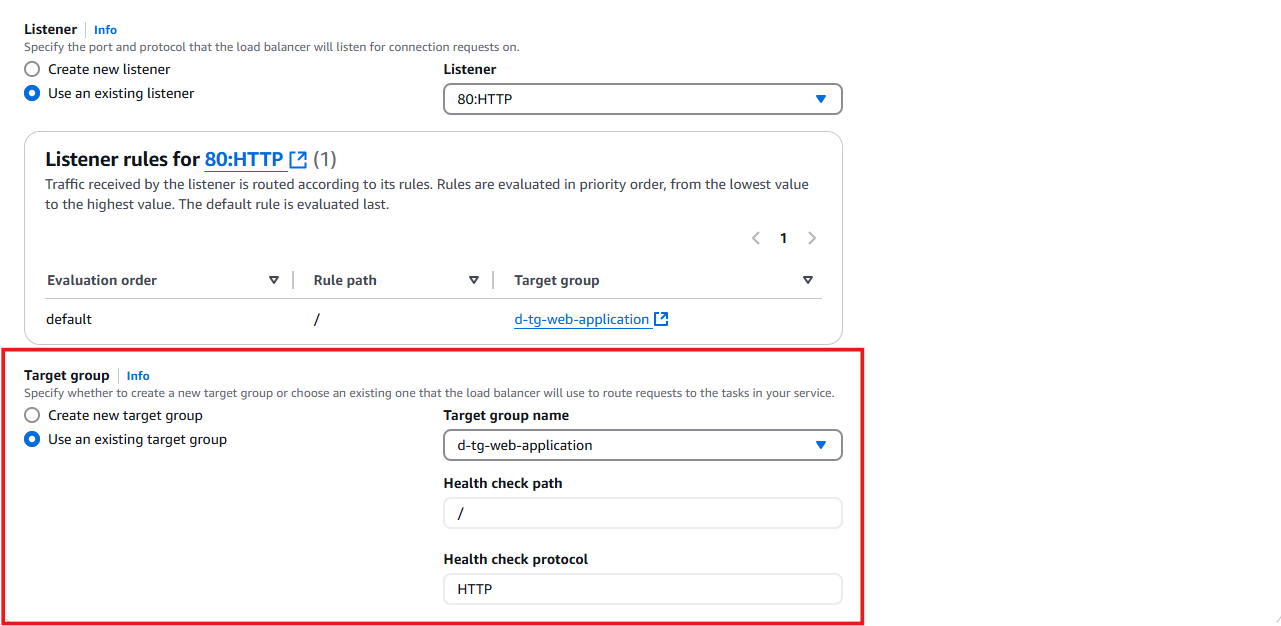 Listener Info
Specify the port and protocol that the load balancer will listen for connection requests on.
Create new listener
Use an existing listener
Listener
80:HTTP
Listener rules for 80:HTTP (1)
Traffic received by the listener is routed according to its rules. Rules are evaluated in priority order, from the lowest value
to the highest value. The default rule is evaluated last.
1
Evaluation order Rule path Target group
default / d-tg-web-application
Target group Info
Specify whether to create a new target group or choose an existing one that the load balancer will use to route requests to the tasks in your service.
Create new target group
Use an existing target group
Target group name
d-tg-web-application
Health check path
/
Health check protocol
HTTP